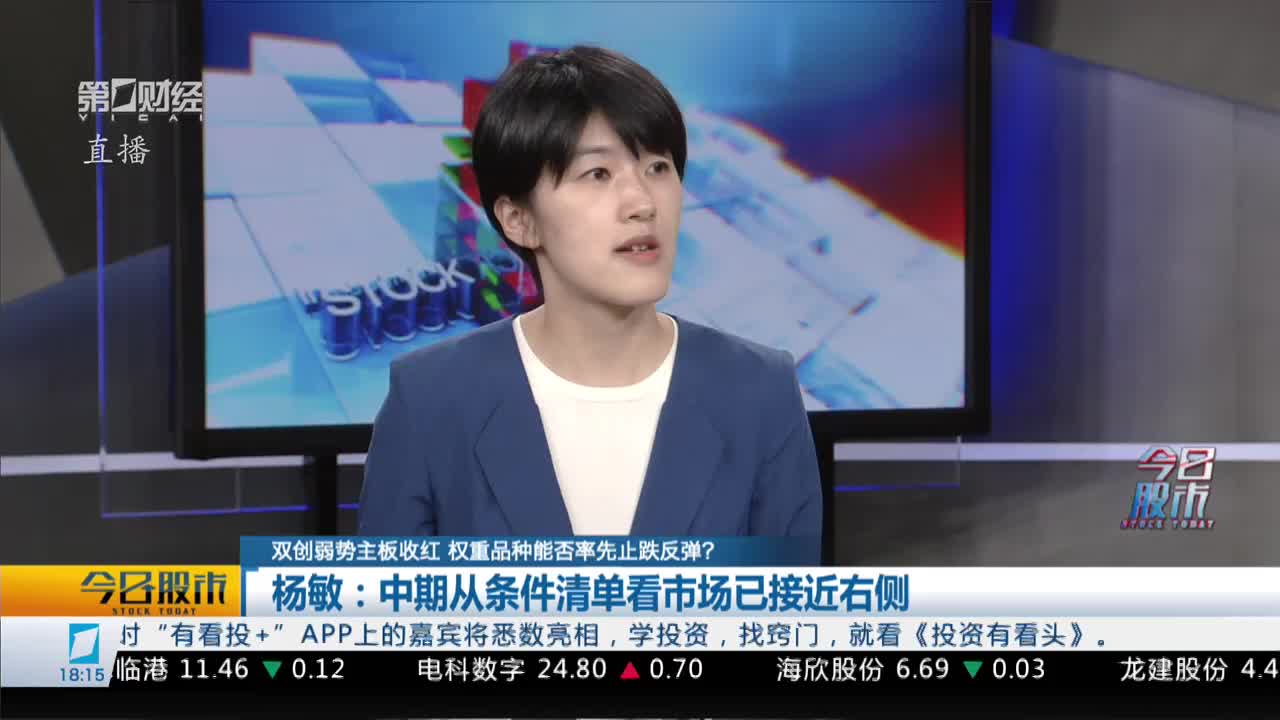 第一财经
YICAI
直播
STOCK
今日
股市
STOCK TODAY
双创弱势主板收红 权重品种能否率先止跌反弹？
今日股市
STOCK TODAY
杨敏：中期从条件清单看市场已接近右侧
付“有看投+”APP上的嘉宾将悉数亮相，学投资，找窍门，就看《投资有看头》。
18:15
临港 11.46 ▼ 0.12 电科数字 24.80 ▲ 0.70 海欣股份 6.69 ▼ 0.03 龙建股份 4.4